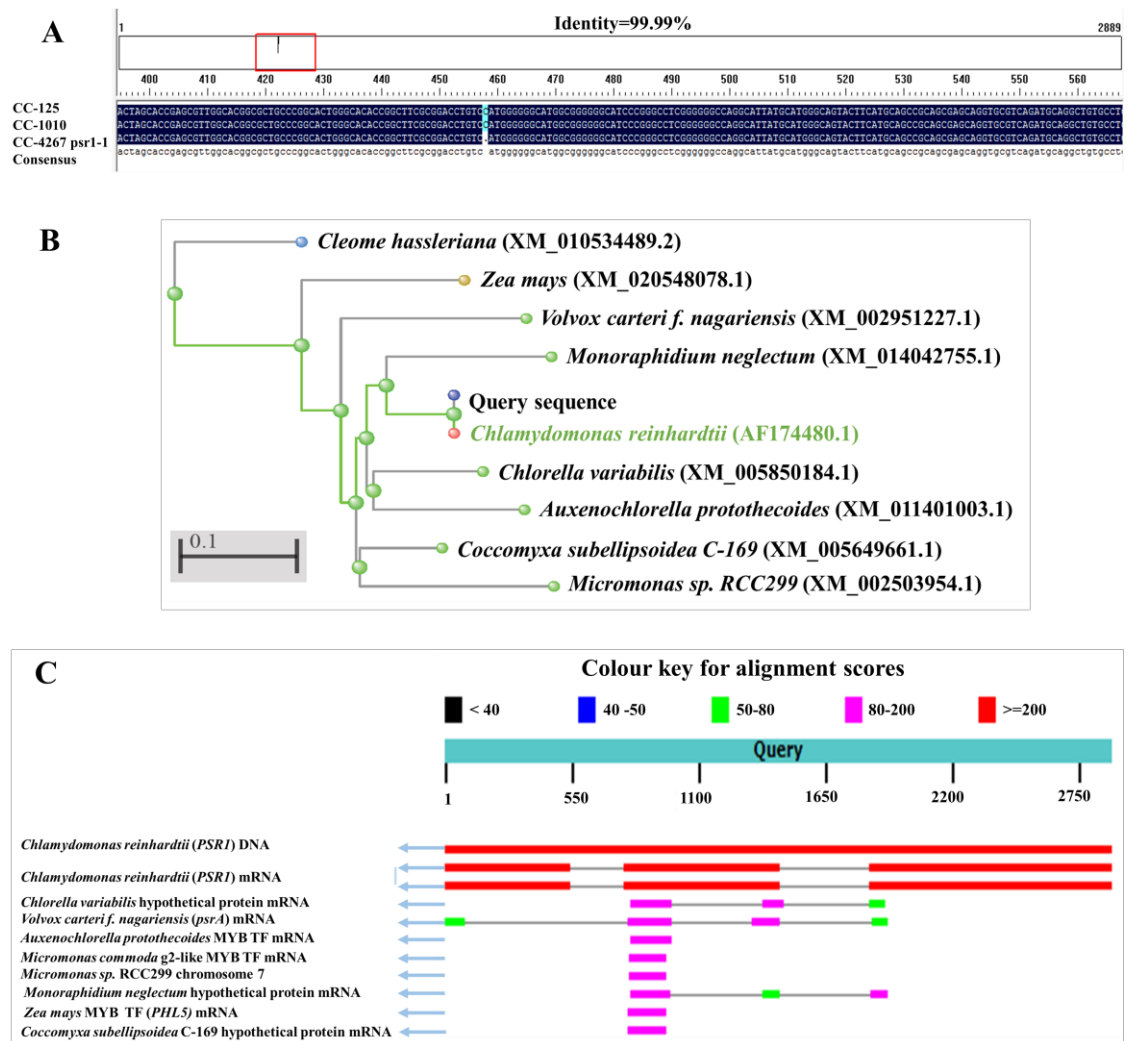 A
Identity=99.99%
1 2889
400 410 420 430 440 450 460 470 480 490 500 510 520 530 540 550 560
CC-125
CC-1010
CC-4267 psr1-1
Consensus
B
Cleome hassleriana (XM_010534489.2)
Zea mays (XM_020548078.1)
Volvox carteri f. nagariensis (XM_002951227.1)
Monoraphidium neglectum (XM_014042755.1)
Query sequence
Chlamydomonas reinhardtii (AF174480.1)
Chlorella variabilis (XM_005850184.1)
Auxenochlorella protothecoides (XM_011401003.1)
Coccomyxa subellipsoidea C-169 (XM_005649661.1)
Micromonas sp. RCC299 (XM_002503954.1)
0.1
C
Colour key for alignment scores
< 40 40 -50 50-80 80-200 >=200
Query
1 550 1100 1650 2200 2750
Chlamydomonas reinhardtii (PSR1) DNA
Chlamydomonas reinhardtii (PSR1) mRNA
Chlorella variabilis hypothetical protein mRNA
Volvox carteri f. nagariensis (psrA) mRNA
Auxenochlorella protothecoides MYB TF mRNA
Micromonas commoda g2-like MYB TF mRNA
Micromonas sp. RCC299 chromosome 7
Monoraphidium neglectum hypothetical protein mRNA
Zea mays MYB TF (PHL5) mRNA
Coccomyxa subellipsoidea C-169 hypothetical protein mRNA